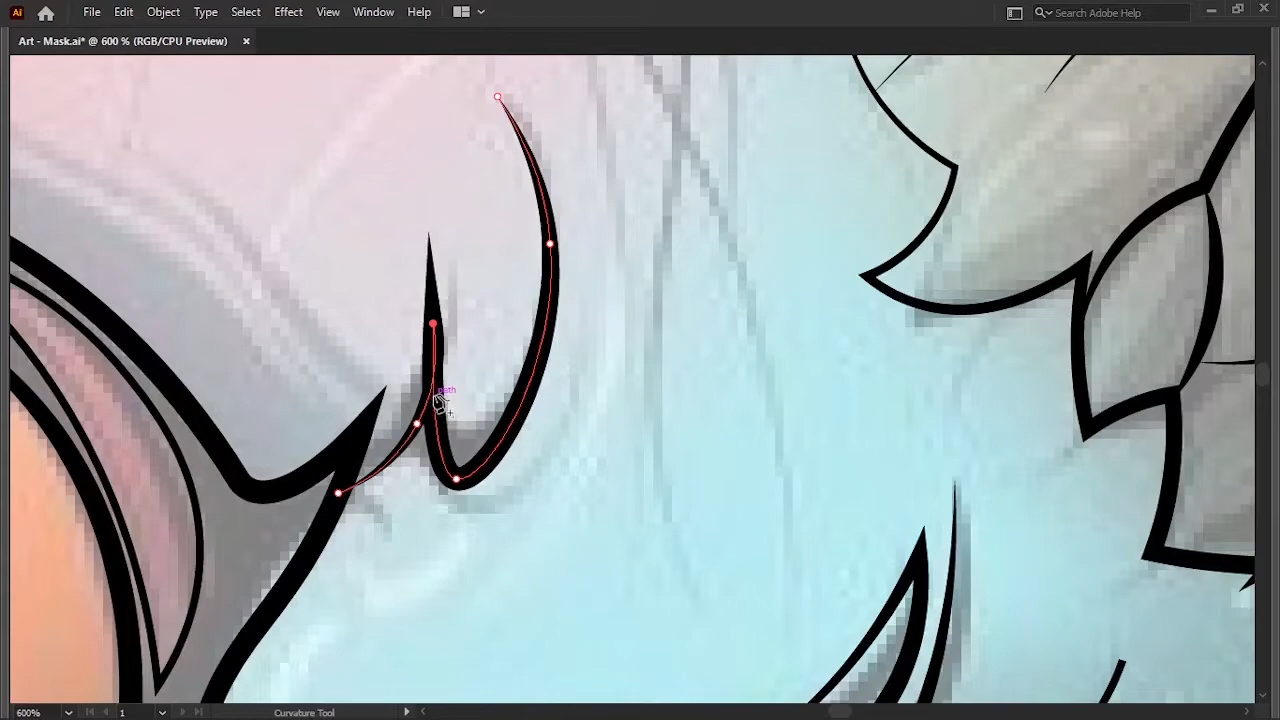 Ai File Edit Object Type Select Effect View Window Help Search Adobe Help
Art - Mask.ai* @ 600 % (RGB/CPU Preview) ×
path
600% 1 Curvature Tool